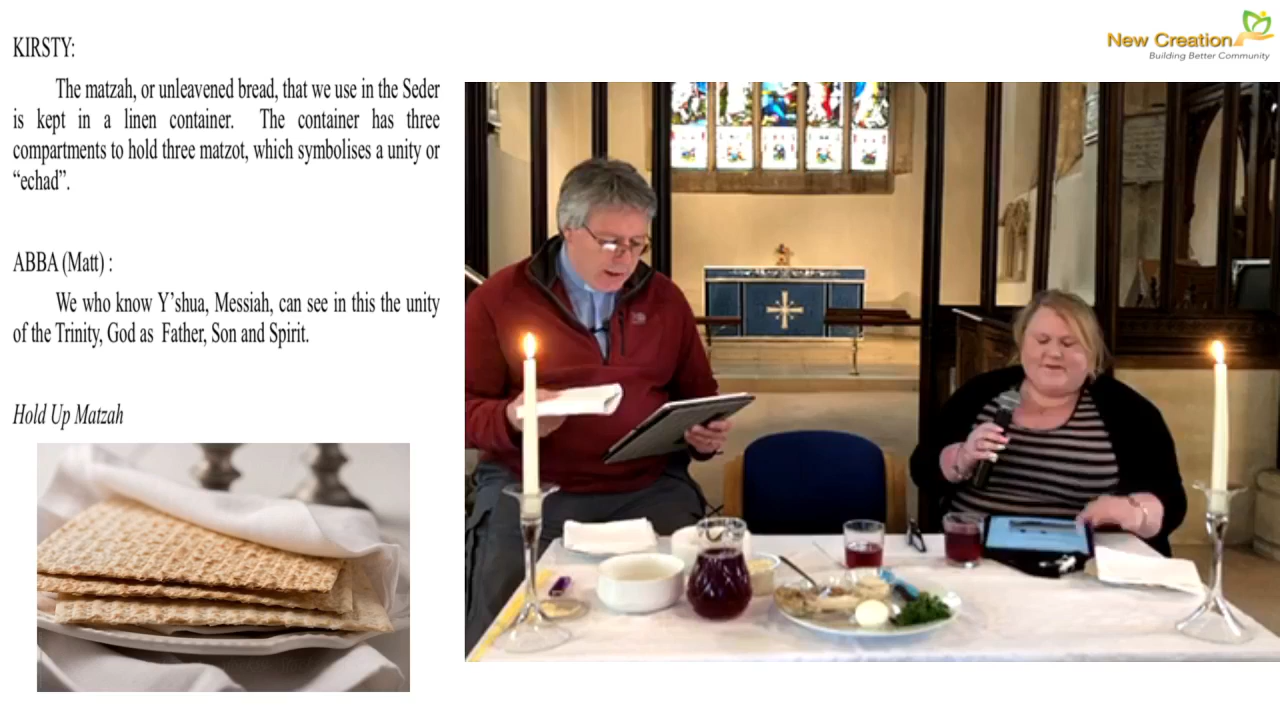 New Creation
Building Better Community
KIRSTY:
The matzah, or unleavened bread, that we use in the Seder
is kept in a linen container. The container has three
compartments to hold three matzot, which symbolises a unity or
“echad”.
ABBA (Matt) :
We who know Y’shua, Messiah, can see in this the unity
of the Trinity, God as Father, Son and Spirit.
Hold Up Matzah